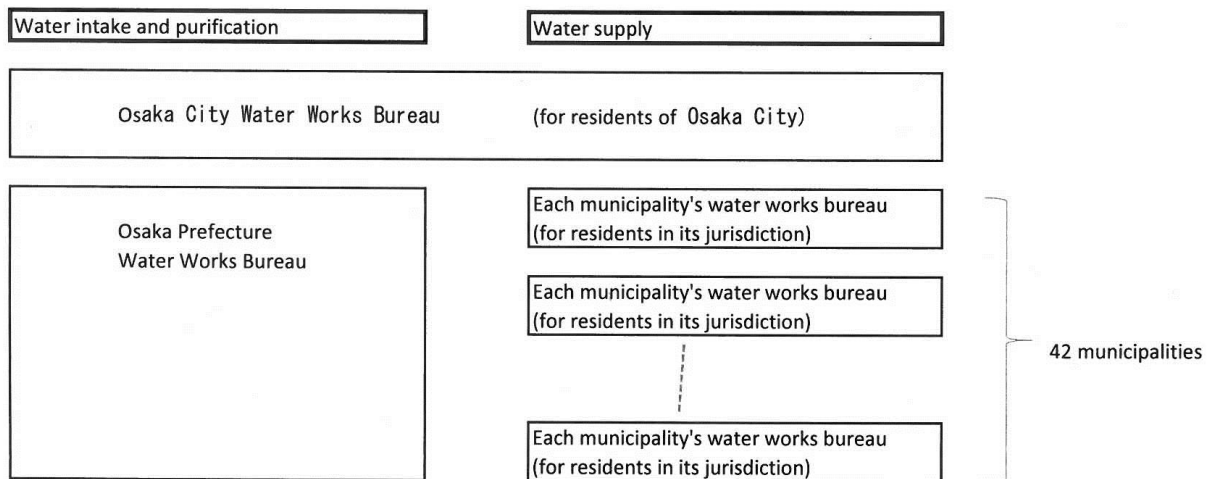 Water intake and purification
Water supply
Osaka City Water Works Bureau
(for residents of Osaka City)
Osaka Prefecture
Water Works Bureau
Each municipality's water works bureau
(for residents in its jurisdiction)
Each municipality's water works bureau
(for residents in its jurisdiction)
Each municipality's water works bureau
(for residents in its jurisdiction)
42 municipalities